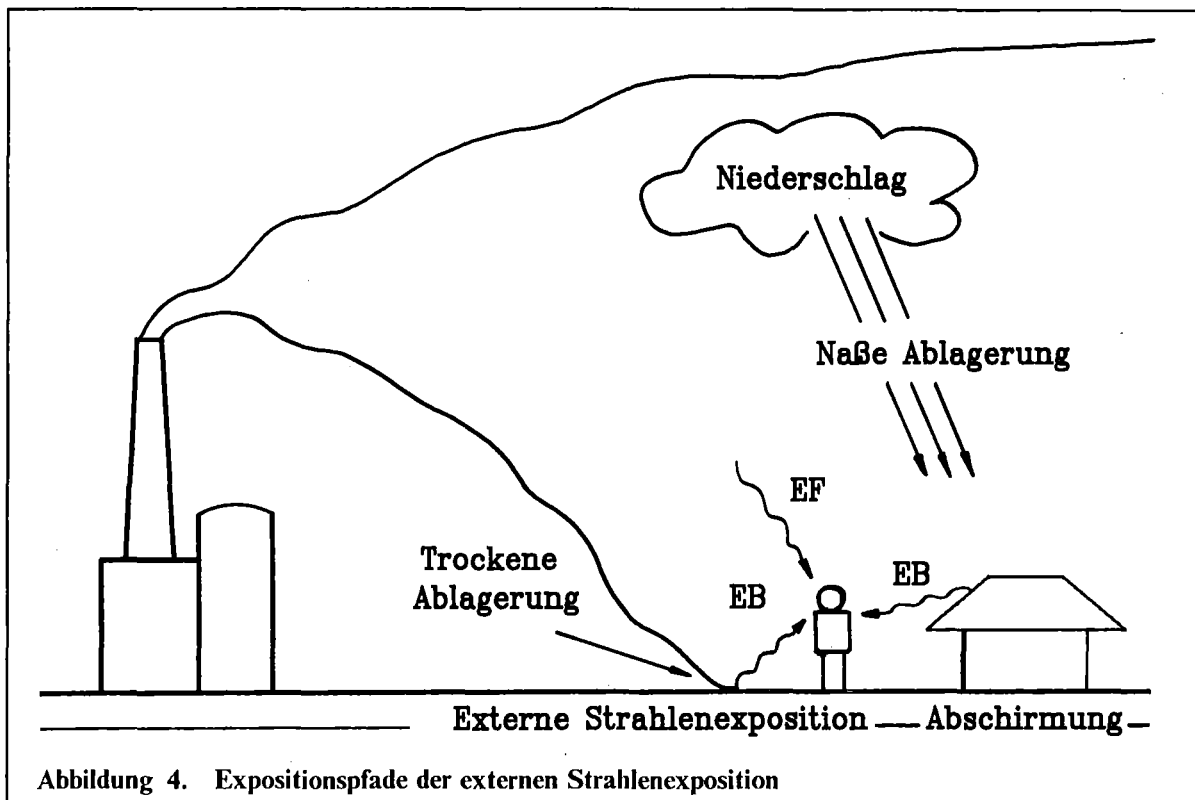 Niederschlag
Naße Ablagerung
EF
Trockene
Ablagerung
EB
EB
Externe Strahlenexposition
Abschirmung
Abbildung 4. Expositionspfade der externen Strahlenexposition